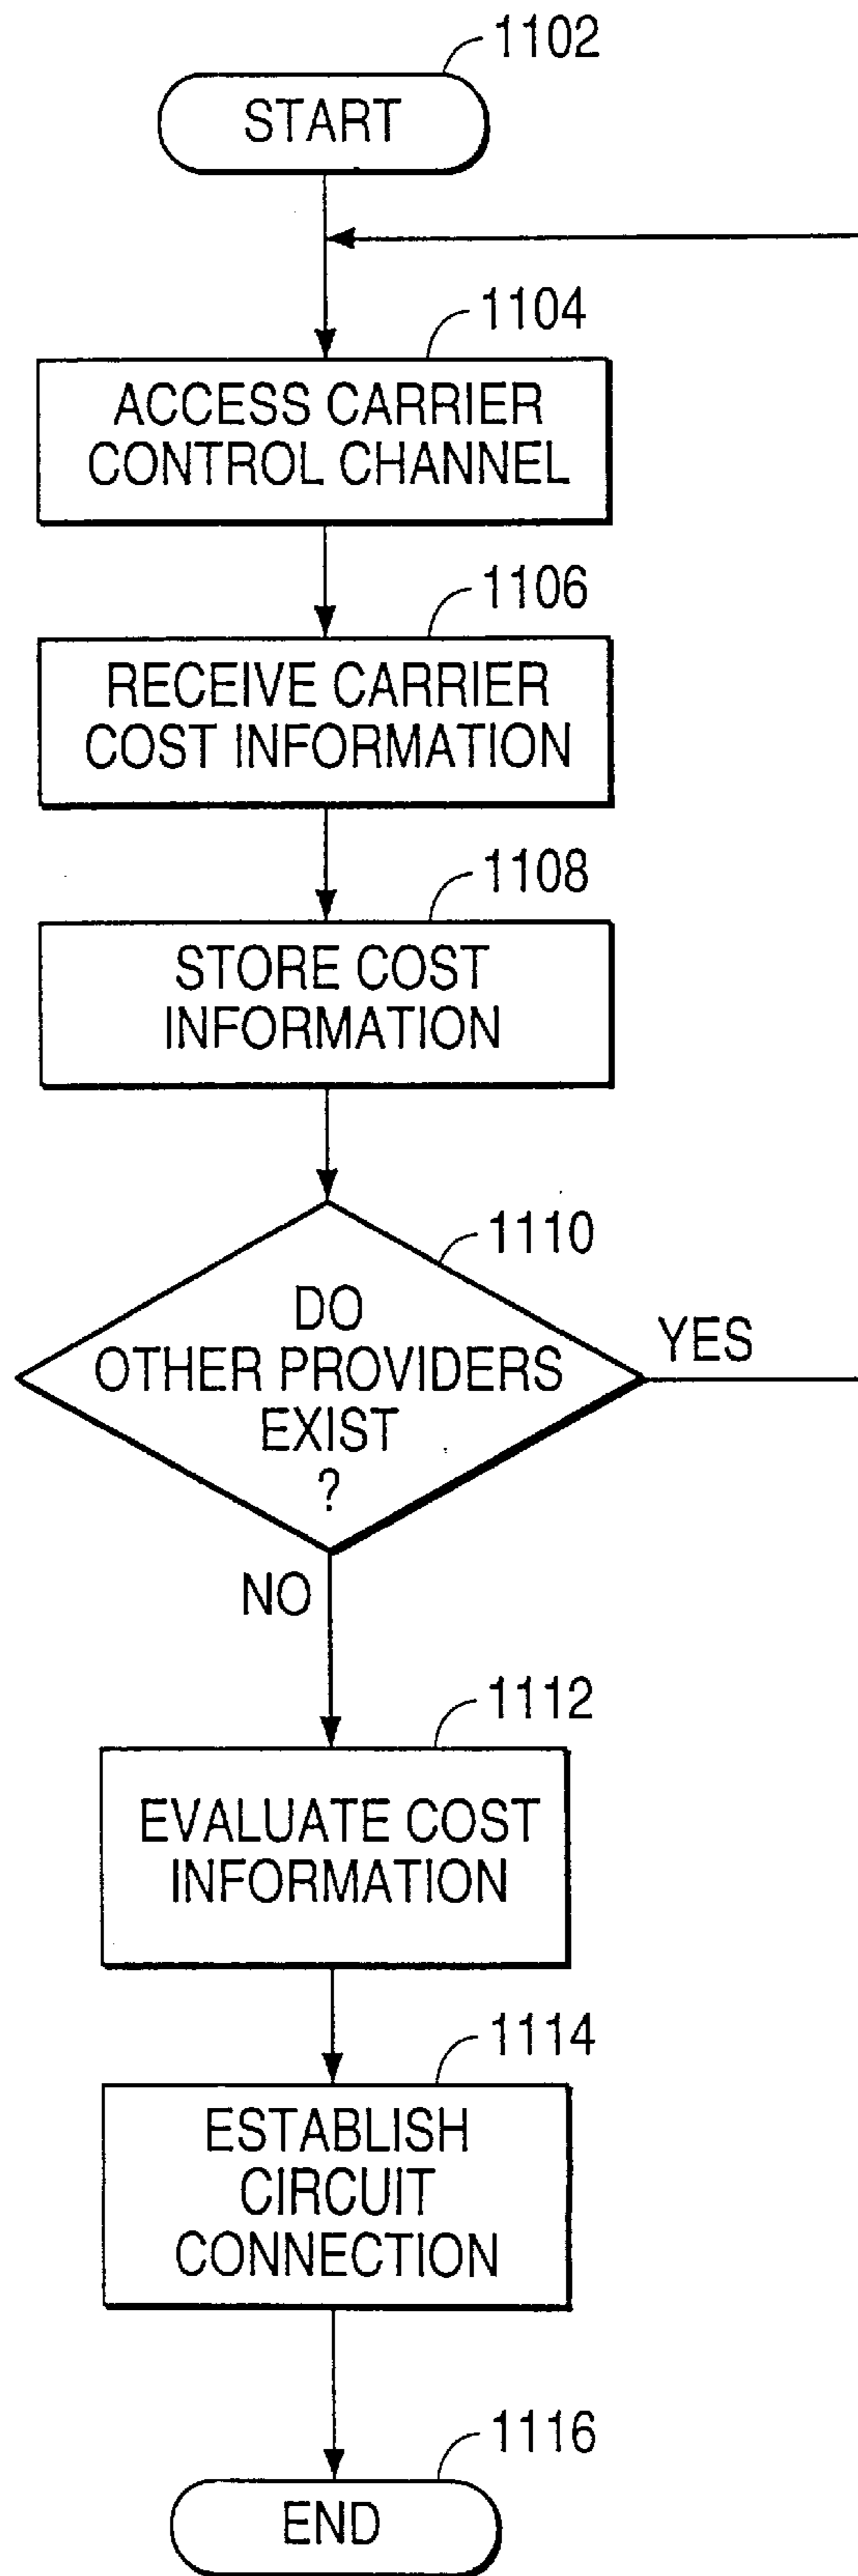 1102
START
1104
ACCESS CARRIER
CONTROL CHANNEL
1106
RECEIVE CARRIER
COST INFORMATION
1108
STORE COST
INFORMATION
1110
DO
OTHER PROVIDERS
EXIST
?
YES
NO
1112
EVALUATE COST
INFORMATION
1114
ESTABLISH
CIRCUIT
CONNECTION
1116
END